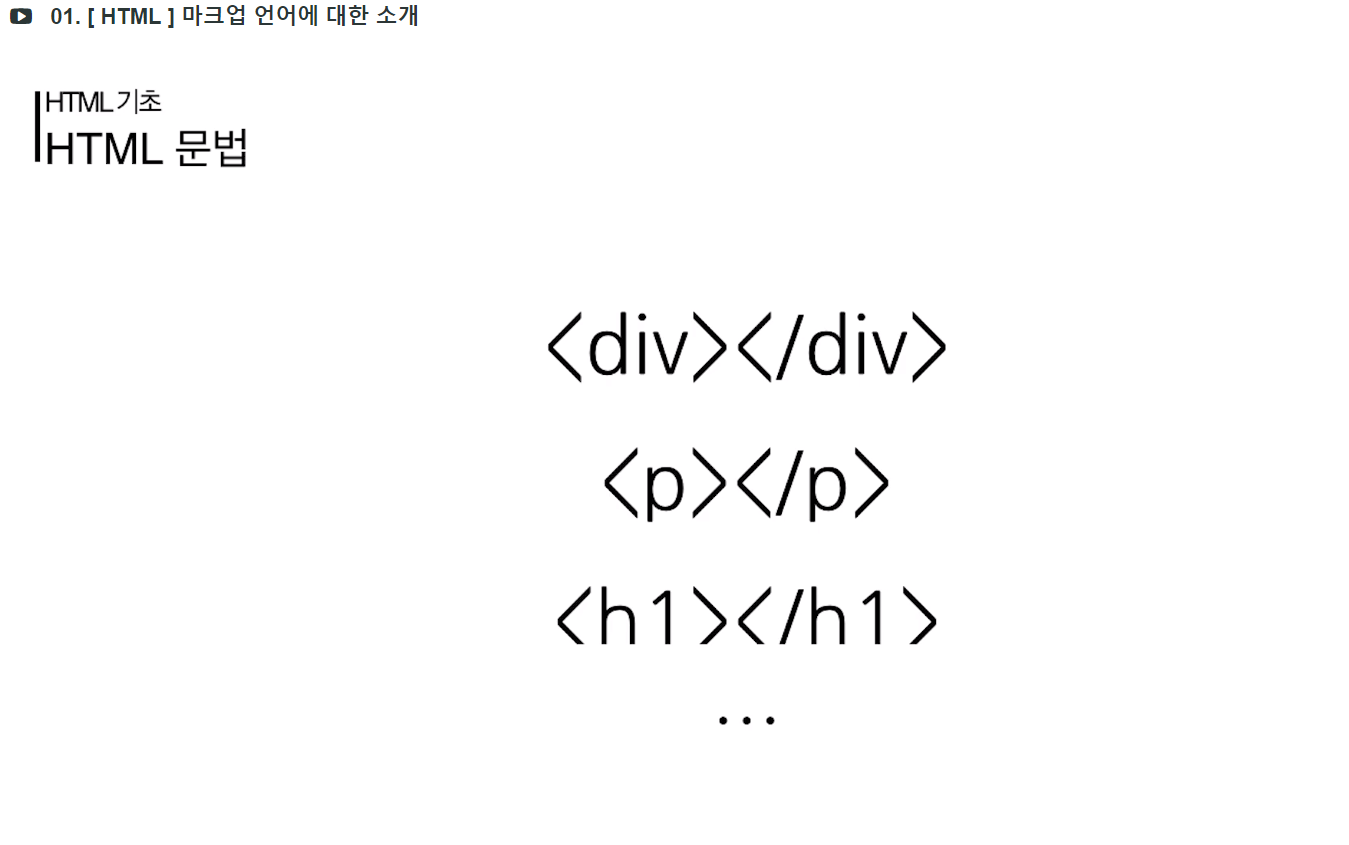 01. [ HTML ] 마크업 언어에 대한 소개
HTML 기초
HTML 문법
<div></div>
<p></p>
<h1></h1>
...